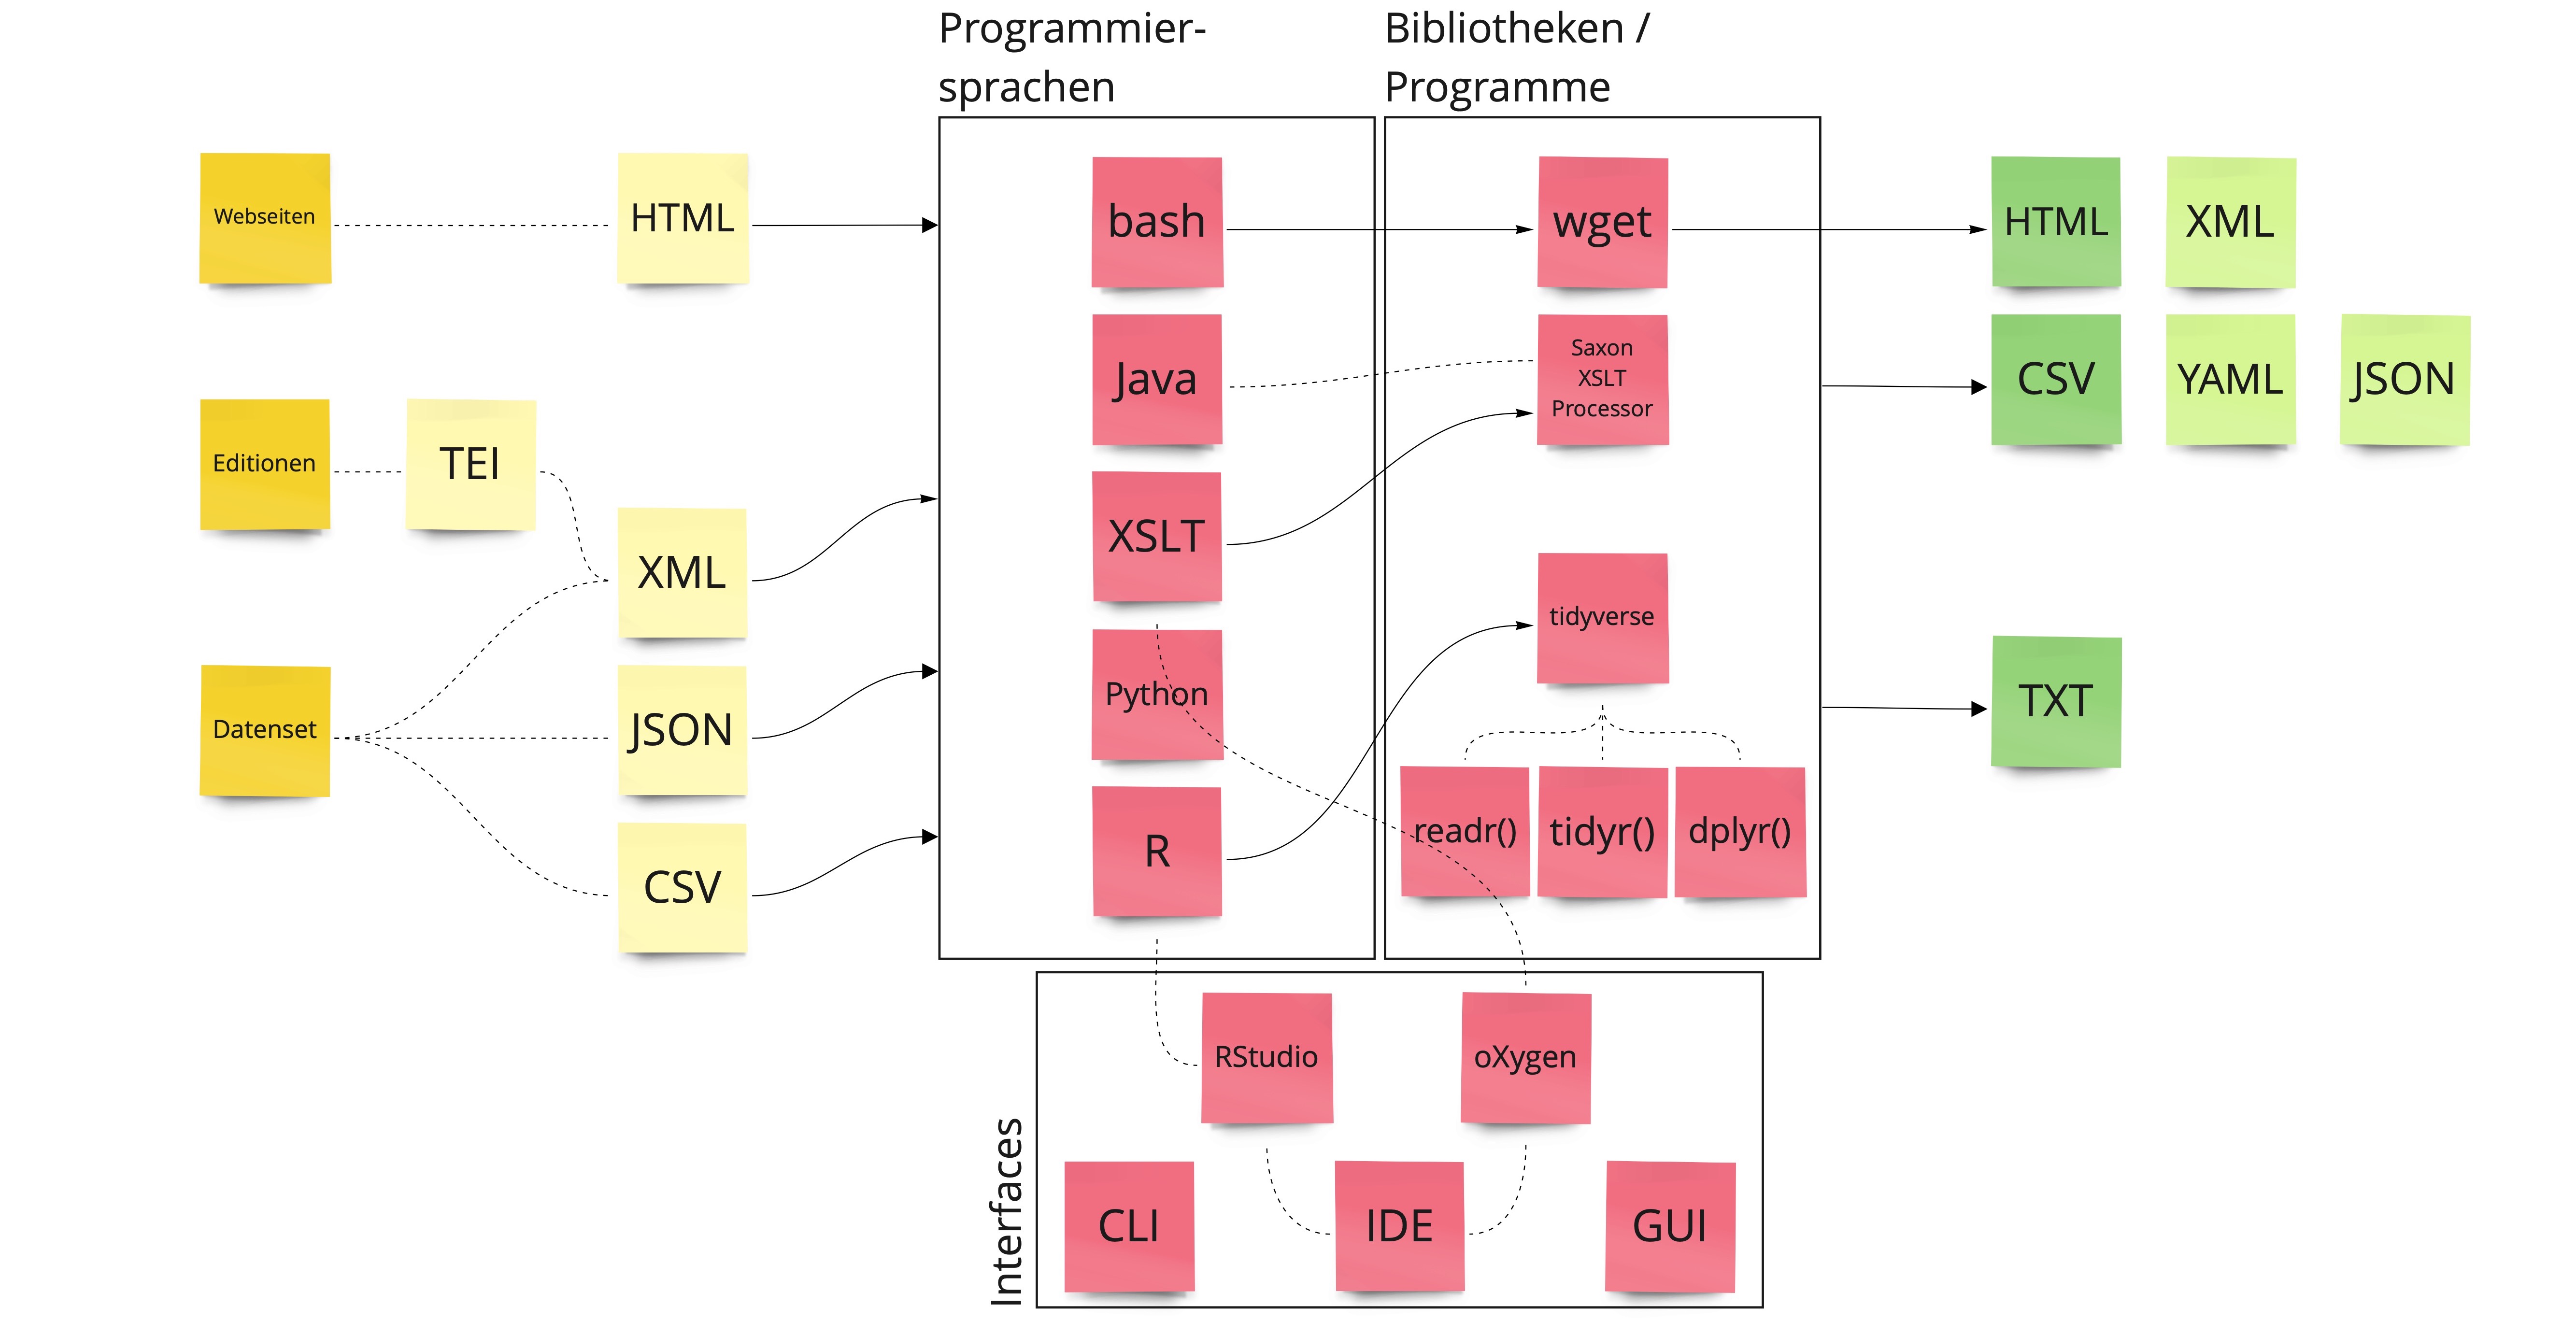 Programmier-
sprachen
Bibliotheken /
Programme
Webseiten
HTML
bash
wget
HTML
XML
Java
Saxon
XSLT
Processor
CSV
YAML
JSON
Editionen
TEI
XML
XSLT
tidyverse
Datenset
JSON
Python
TXT
CSV
R
readr()
tidyr()
dplyr()
Interfaces
RStudio
oXygen
CLI
IDE
GUI